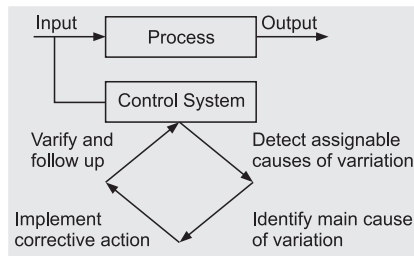 Input
Process
Output
Control System
Varify and
follow up
Detect assignable
causes of varriation
Implement
corrective action
Identify main cause
of variation